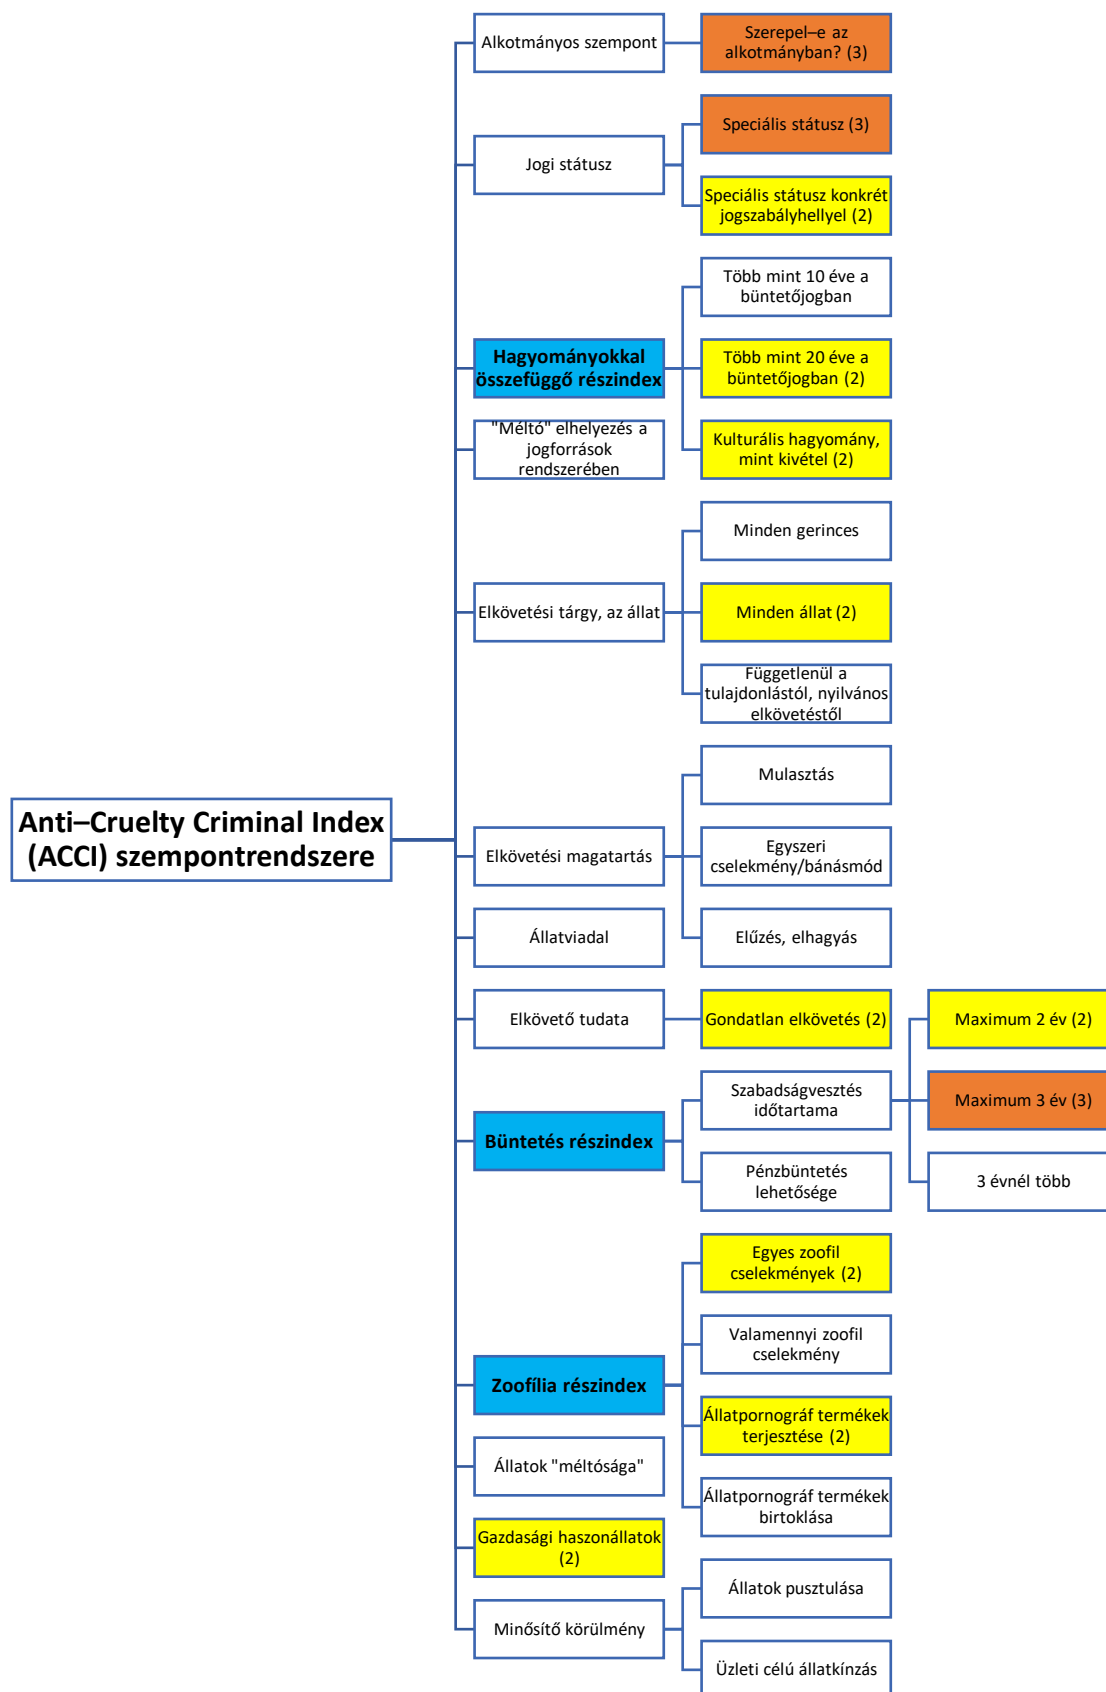 Anti–Cruelty Criminal Index
(ACCI) szempontrendszere
Alkotmányos szempont
Szerepel–e az
alkotmányban? (3)
Jogi státusz
Speciális státusz (3)
Speciális státusz konkrét
jogszabályhellyel (2)
Hagyományokkal
összefüggő részindex
Több mint 10 éve a
büntetőjogban
Több mint 20 éve a
büntetőjogban (2)
Kulturális hagyomány,
mint kivétel (2)
"Méltó" elhelyezés a
jogforrások
rendszerében
Elkövetési tárgy, az állat
Minden gerinces
Minden állat (2)
Függetlenül a
tulajdonlástól, nyilvános
elkövetéstől
Elkövetési magatartás
Mulasztás
Egyszeri
cselekmény/bánásmód
Elűzés, elhagyás
Állatviadal
Elkövető tudata
Gondatlan elkövetés (2)
Büntetés részindex
Szabadságvesztés
időtartama
Maximum 2 év (2)
Maximum 3 év (3)
3 évnél több
Pénzbüntetés
lehetősége
Zoofília részindex
Egyes zoofil
cselekmények (2)
Valamennyi zoofil
cselekmény
Állatpornográf termékek
terjesztése (2)
Állatpornográf termékek
birtoklása
Állatok "méltósága"
Gazdasági haszonállatok
(2)
Minősítő körülmény
Állatok pusztulása
Üzleti célú állatkínzás